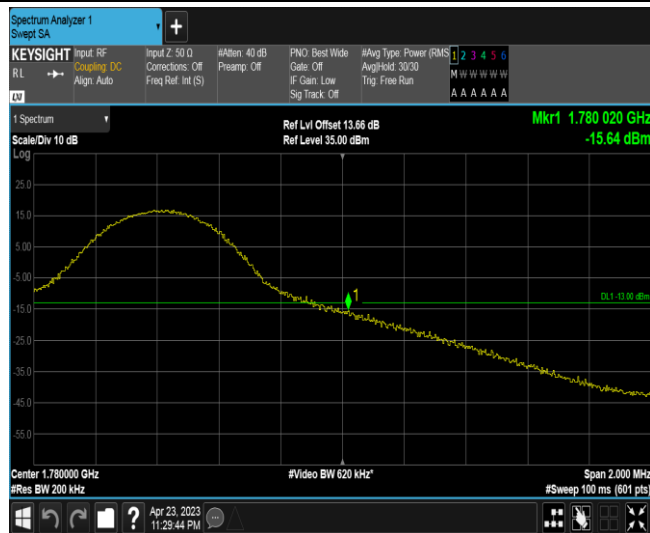 Spectrum Analyzer 1
Swept SA
+
KEYSIGHT
RL
LXI
Input: RF
Coupling: DC
Align: Auto
Input Z: 50 Ω
Corrections: Off
Freq Ref: Int (S)
#Atten: 40 dB
Preamp: Off
PNO: Best Wide
Gate: Off
IF Gain: Low
Sig Track: Off
#Avg Type: Power (RMS
Avg|Hold: 30/30
Trig: Free Run
1 2 3 4 5 6
M W W W W W
A A A A A A
1 Spectrum
Scale/Div 10 dB
Log
Ref Lvl Offset 13.66 dB
Ref Level 35.00 dBm
Mkr1 1.780 020 GHz
-15.64 dBm
25.0
15.0
5.00
-5.00
-15.0
-25.0
-35.0
-45.0
-55.0
1
DL1 -13.00 dBm
Center 1.780000 GHz
#Res BW 200 kHz
#Video BW 620 kHz*
Span 2.000 MHz
#Sweep 100 ms (601 pts)
?
Apr 23, 2023
11:29:44 PM